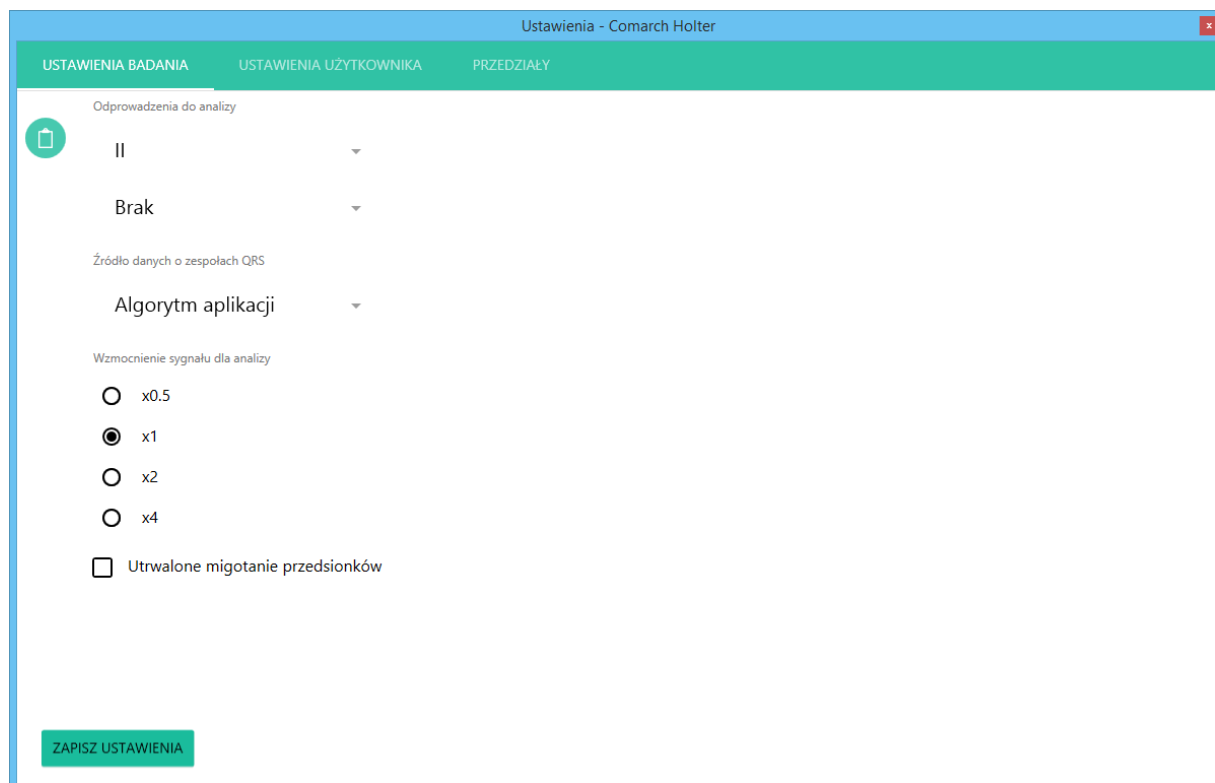 Ustawienia - Comarch Holter
x
USTAWIENIA BADANIA USTAWIENIA UŻYTKOWNIKA PRZEDZIAŁY
Odprowadzenia do analizy
II
Brak
Źródło danych o zespołach QRS
Algorytm aplikacji
Wzmocnienie sygnału dla analizy
x0.5
x1
x2
x4
Utrwalone migotanie przedsionków
ZAPISZ USTAWIENIA